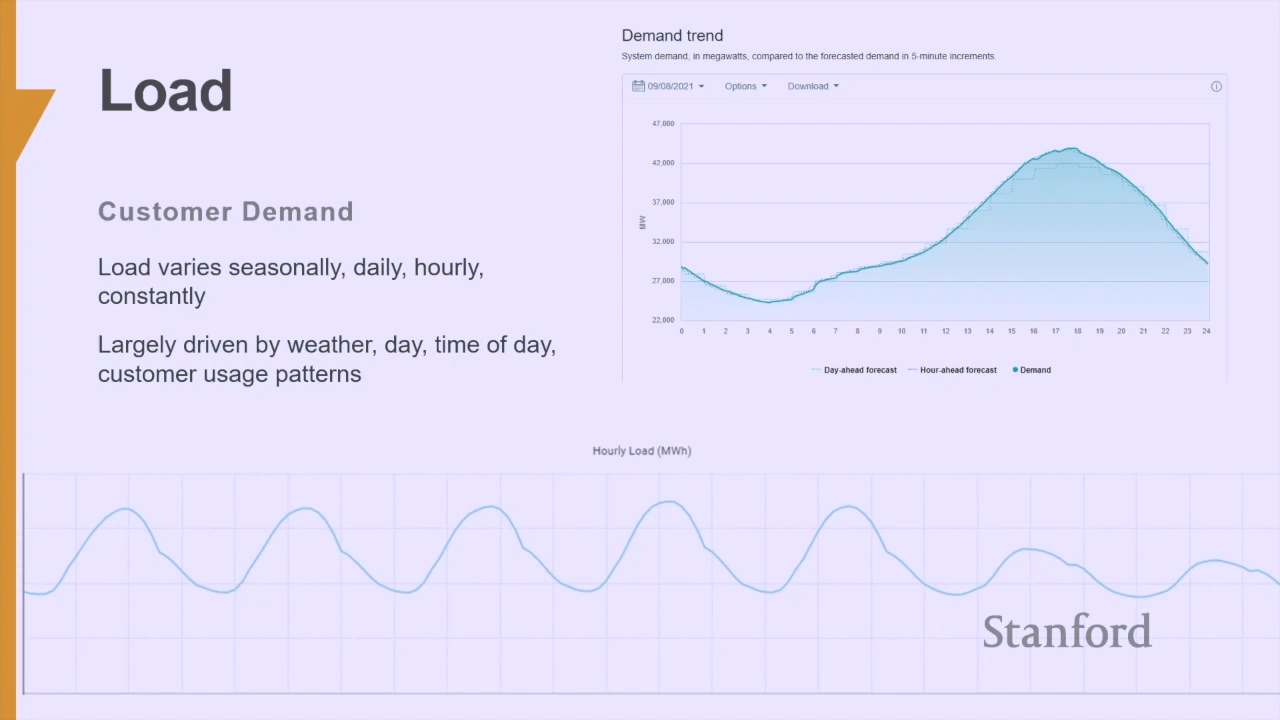 Load
Customer Demand
Load varies seasonally, daily, hourly,
constantly
Largely driven by weather, day, time of day,
customer usage patterns
Demand trend
System demand, in megawatts, compared to the forecasted demand in 5-minute increments.
09/08/2021 Options Download
47,000
42,000
37,000
32,000
27,000
22,000
MW
0 1 2 3 4 5 6 7 8 9 10 11 12 13 14 15 16 17 18 19 20 21 22 23 24
Day-ahead forecast Hour-ahead forecast Demand
Hourly Load (MWh)
Stanford